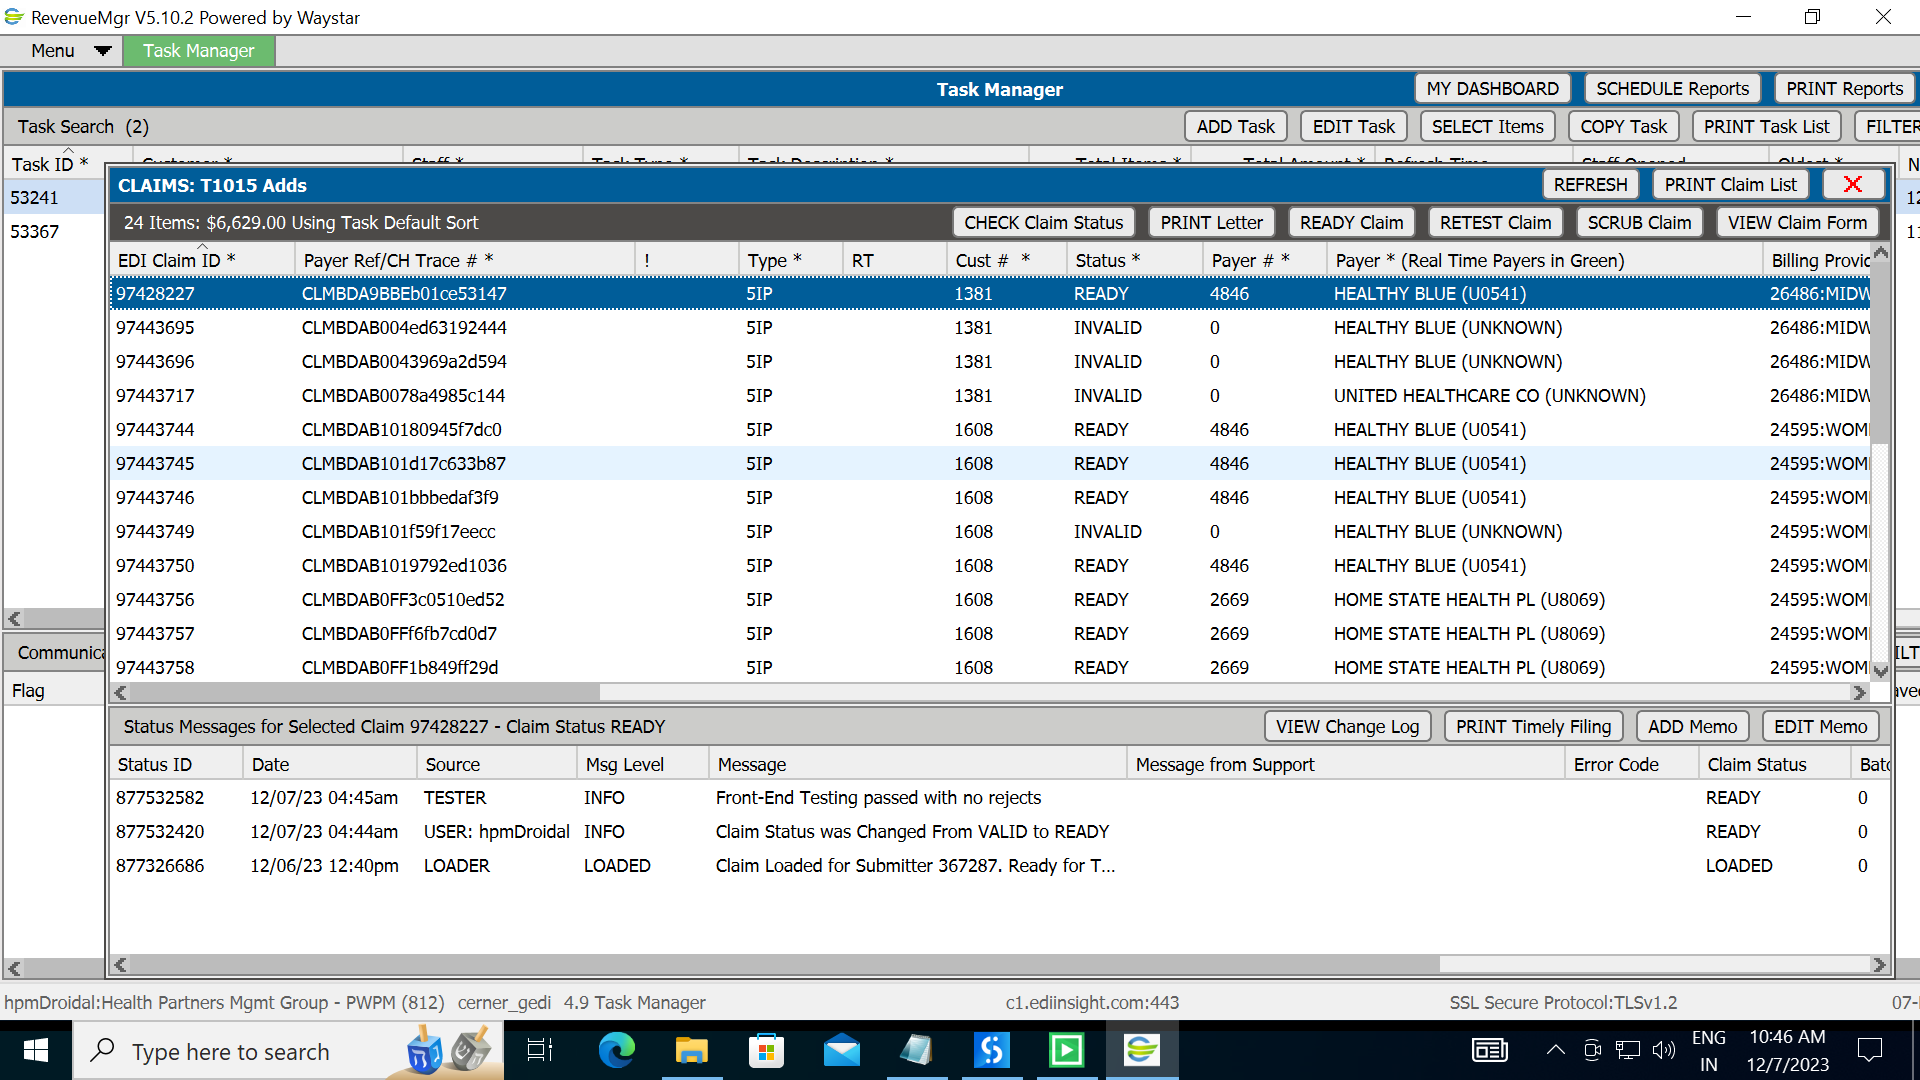 RevenueMgr V5.10.2 Powered by Waystar
Menu Task Manager
Task Manager MY DASHBOARD SCHEDULE Reports PRINT Reports
Task Search (2) ADD Task EDIT Task SELECT Items COPY Task PRINT Task List FILTER
Task ID * Customer * Staff * Task Type * Task Description * Total Items * Total Amount * Refresh Time Staff Opened Oldest * N
53241 12
53367 11
CLAIMS: T1015 Adds REFRESH PRINT Claim List X
24 Items: $6,629.00 Using Task Default Sort CHECK Claim Status PRINT Letter READY Claim RETEST Claim SCRUB Claim VIEW Claim Form
EDI Claim ID * Payer Ref/CH Trace # * ! Type * RT Cust # * Status * Payer # * Payer * (Real Time Payers in Green) Billing Provid
97428227 CLMBDA9BBEb01ce53147 5IP 1381 READY 4846 HEALTHY BLUE (U0541) 26486:MIDW
97443695 CLMBDAB004ed63192444 5IP 1381 INVALID 0 HEALTHY BLUE (UNKNOWN) 26486:MIDW
97443696 CLMBDAB0043969a2d594 5IP 1381 INVALID 0 HEALTHY BLUE (UNKNOWN) 26486:MIDW
97443717 CLMBDAB0078a4985c144 5IP 1381 INVALID 0 UNITED HEALTHCARE CO (UNKNOWN) 26486:MIDW
97443744 CLMBDAB10180945f7dc0 5IP 1608 READY 4846 HEALTHY BLUE (U0541) 24595:WOM
97443745 CLMBDAB101d17c633b87 5IP 1608 READY 4846 HEALTHY BLUE (U0541) 24595:WOM
97443746 CLMBDAB101bbbedaf3f9 5IP 1608 READY 4846 HEALTHY BLUE (U0541) 24595:WOM
97443749 CLMBDAB101f59f17eecc 5IP 1608 INVALID 0 HEALTHY BLUE (UNKNOWN) 24595:WOM
97443750 CLMBDAB1019792ed1036 5IP 1608 READY 4846 HEALTHY BLUE (U0541) 24595:WOM
97443756 CLMBDAB0FF3c0510ed52 5IP 1608 READY 2669 HOME STATE HEALTH PL (U8069) 24595:WOM
97443757 CLMBDAB0FFf6fb7cd0d7 5IP 1608 READY 2669 HOME STATE HEALTH PL (U8069) 24595:WOM
97443758 CLMBDAB0FF1b849ff29d 5IP 1608 READY 2669 HOME STATE HEALTH PL (U8069) 24595:WOM
Communica ILT
Flag ave
Status Messages for Selected Claim 97428227 - Claim Status READY VIEW Change Log PRINT Timely Filing ADD Memo EDIT Memo
Status ID Date Source Msg Level Message Message from Support Error Code Claim Status Batc
877532582 12/07/23 04:45am TESTER INFO Front-End Testing passed with no rejects READY 0
877532420 12/07/23 04:44am USER: hpmDroidal INFO Claim Status was Changed From VALID to READY READY 0
877326686 12/06/23 12:40pm LOADER LOADED Claim Loaded for Submitter 367287. Ready for T... LOADED 0
hpmDroidal:Health Partners Mgmt Group - PWPM (812) cerner_gedi 4.9 Task Manager c1.ediinsight.com:443 SSL Secure Protocol:TLSv1.2 07-
Type here to search ENG IN 10:46 AM 12/7/2023